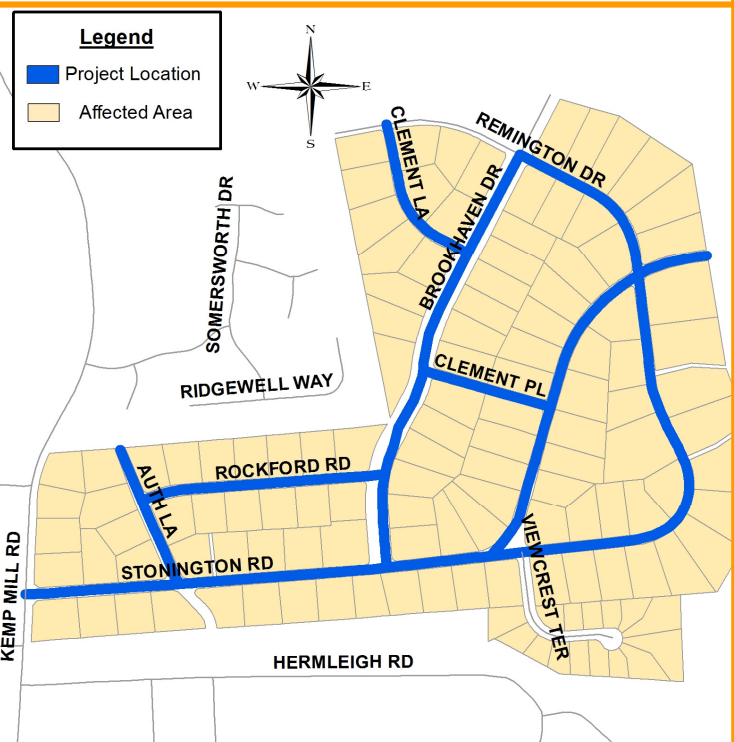 Legend
Project Location
Affected Area
N
W
E
S
CLEMENT LA
REMINGTON DR
BROOKHAVEN DR
SOMERSWORTH DR
RIDGEWELL WAY
CLEMENT PL
ROCKFORD RD
AUTH LA
STONINGTON RD
VIEWCREST TER
KEMP MILL RD
HERMLEIGH RD